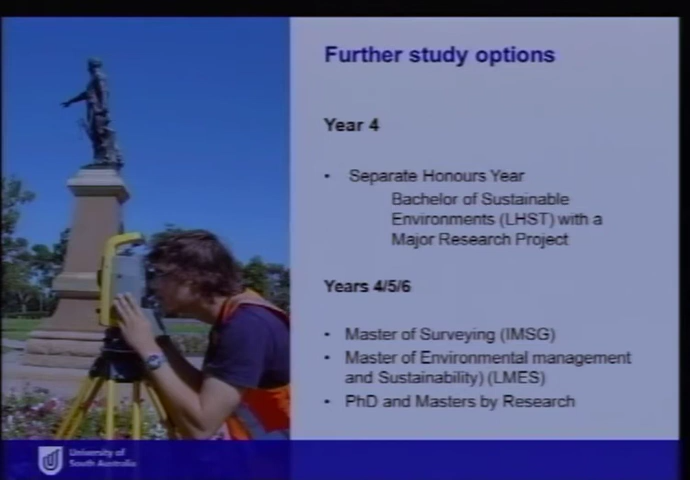 Further study options
Year 4
• Separate Honours Year
Bachelor of Sustainable
Environments (LHST) with a
Major Research Project
Years 4/5/6
• Master of Surveying (IMSG)
• Master of Environmental management
and Sustainability) (LMES)
• PhD and Masters by Research
University of
South Australia